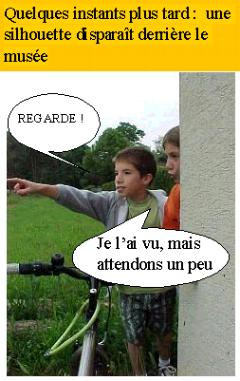 Quelques instants plus tard : une
silhouette disparaît derrière le
musée
REGARDE !
Je l'ai vu, mais
attendons un peu